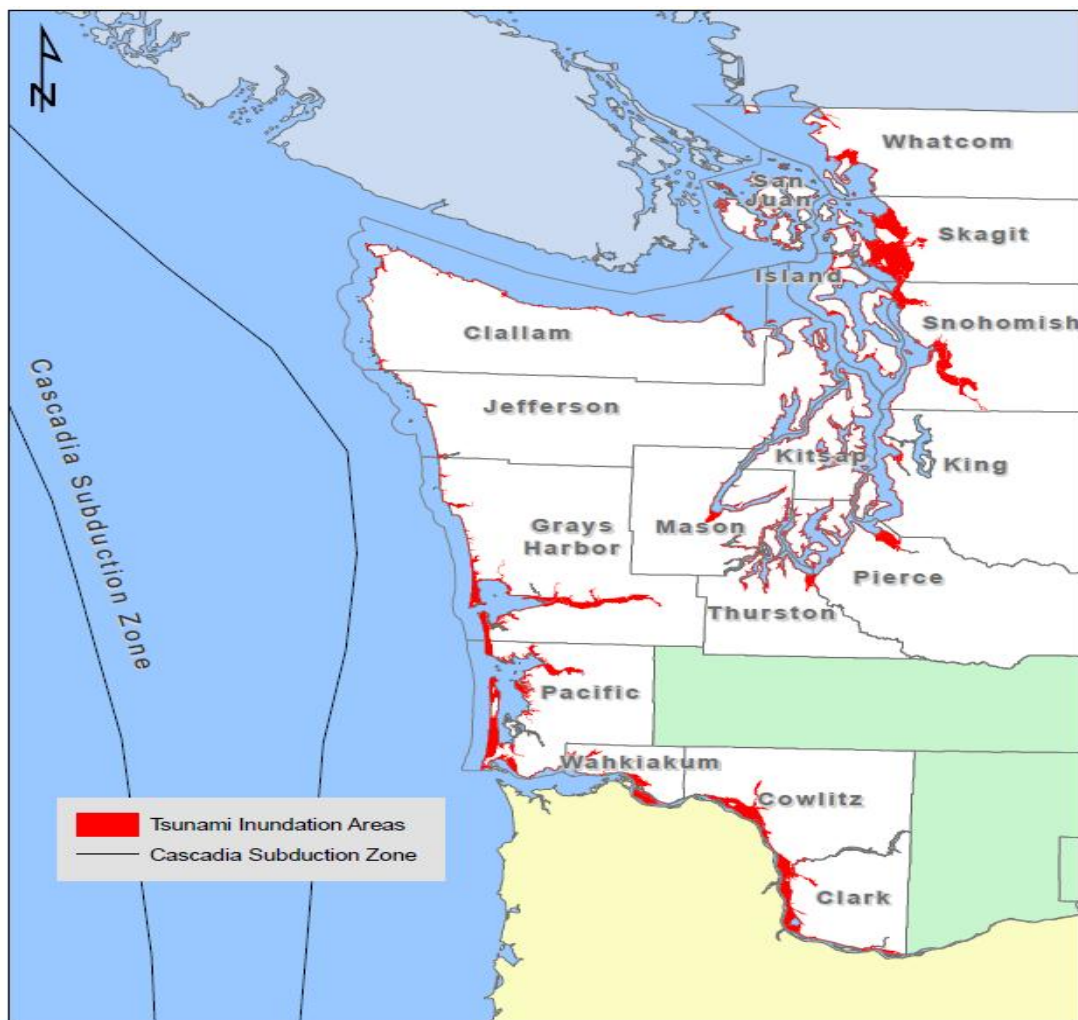 N
Whatcom
San
Juan
Skagit
Island
Snohomish
Clallam
Jefferson
Kitsap
King
Grays
Harbor
Mason
Pierce
Thurston
Cascadia Subduction Zone
Pacific
Wahkiakum
Cowlitz
Clark
Tsunami Inundation Areas
Cascadia Subduction Zone